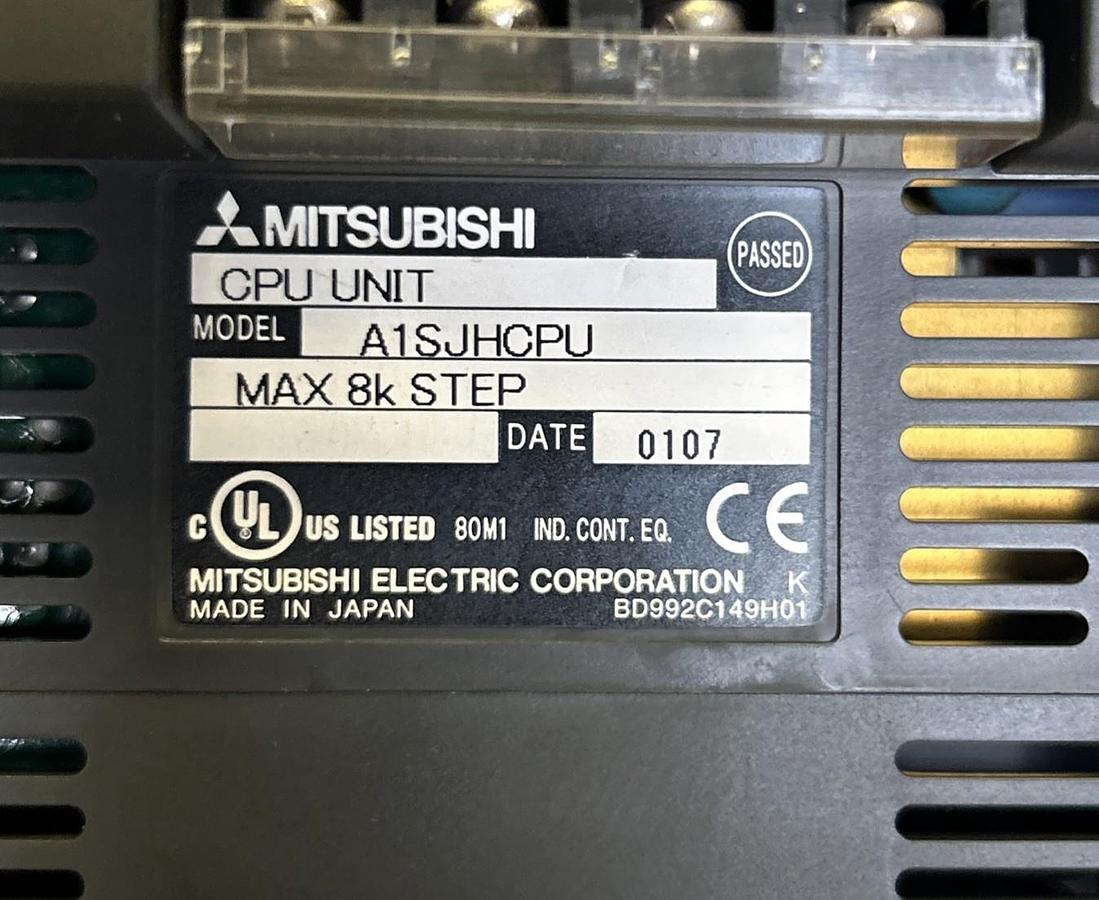 MITSUBISHI
PASSED
CPU UNIT
MODEL A1SJHCPU
MAX 8k STEP
DATE 0107
C UL US LISTED 80M1 IND. CONT. EQ. CE
MITSUBISHI ELECTRIC CORPORATION K
MADE IN JAPAN BD992C149H01